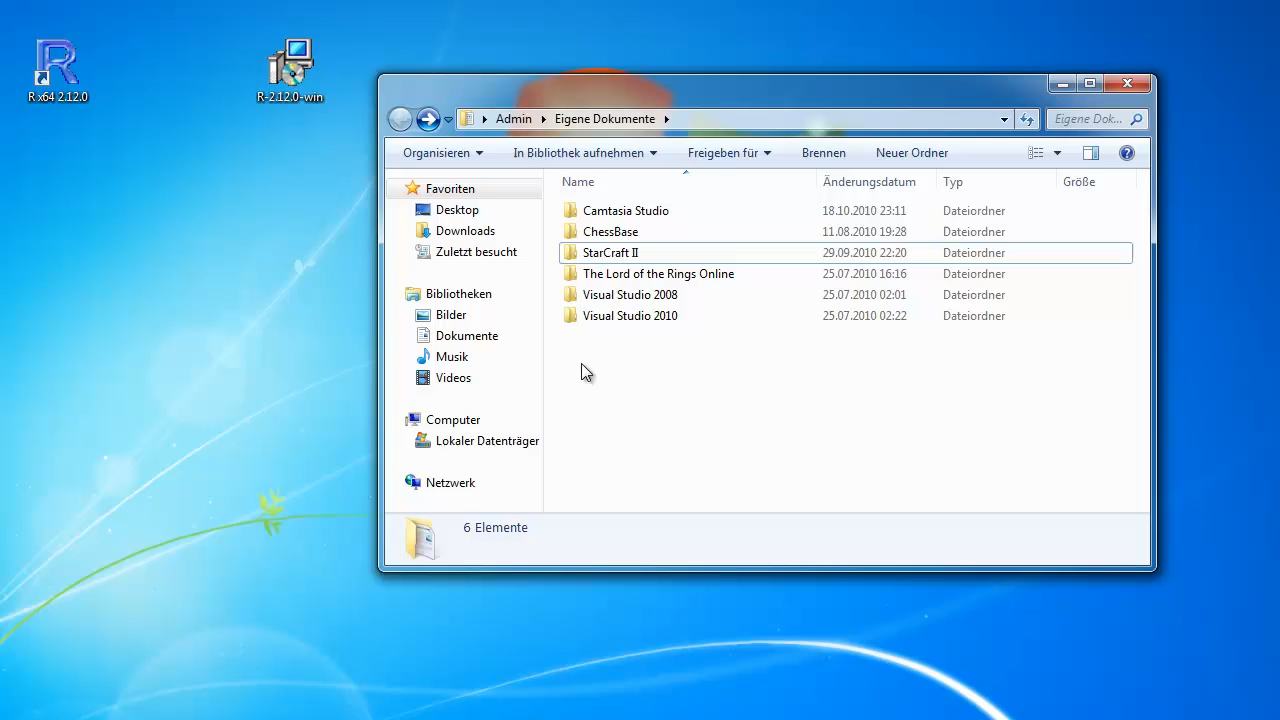 R x64 2.12.0
R-2.12.0-win
Admin Eigene Dokumente
Eigene Dok...
Organisieren In Bibliothek aufnehmen Freigeben für Brennen Neuer Ordner
Name Änderungsdatum Typ Größe
Favoriten
Desktop
Downloads
Zuletzt besucht
Bibliotheken
Bilder
Dokumente
Musik
Videos
Computer
Lokaler Datenträger
Netzwerk
Camtasia Studio 18.10.2010 23:11 Dateiordner
ChessBase 11.08.2010 19:28 Dateiordner
StarCraft II 29.09.2010 22:20 Dateiordner
The Lord of the Rings Online 25.07.2010 16:16 Dateiordner
Visual Studio 2008 25.07.2010 02:01 Dateiordner
Visual Studio 2010 25.07.2010 02:22 Dateiordner
6 Elemente